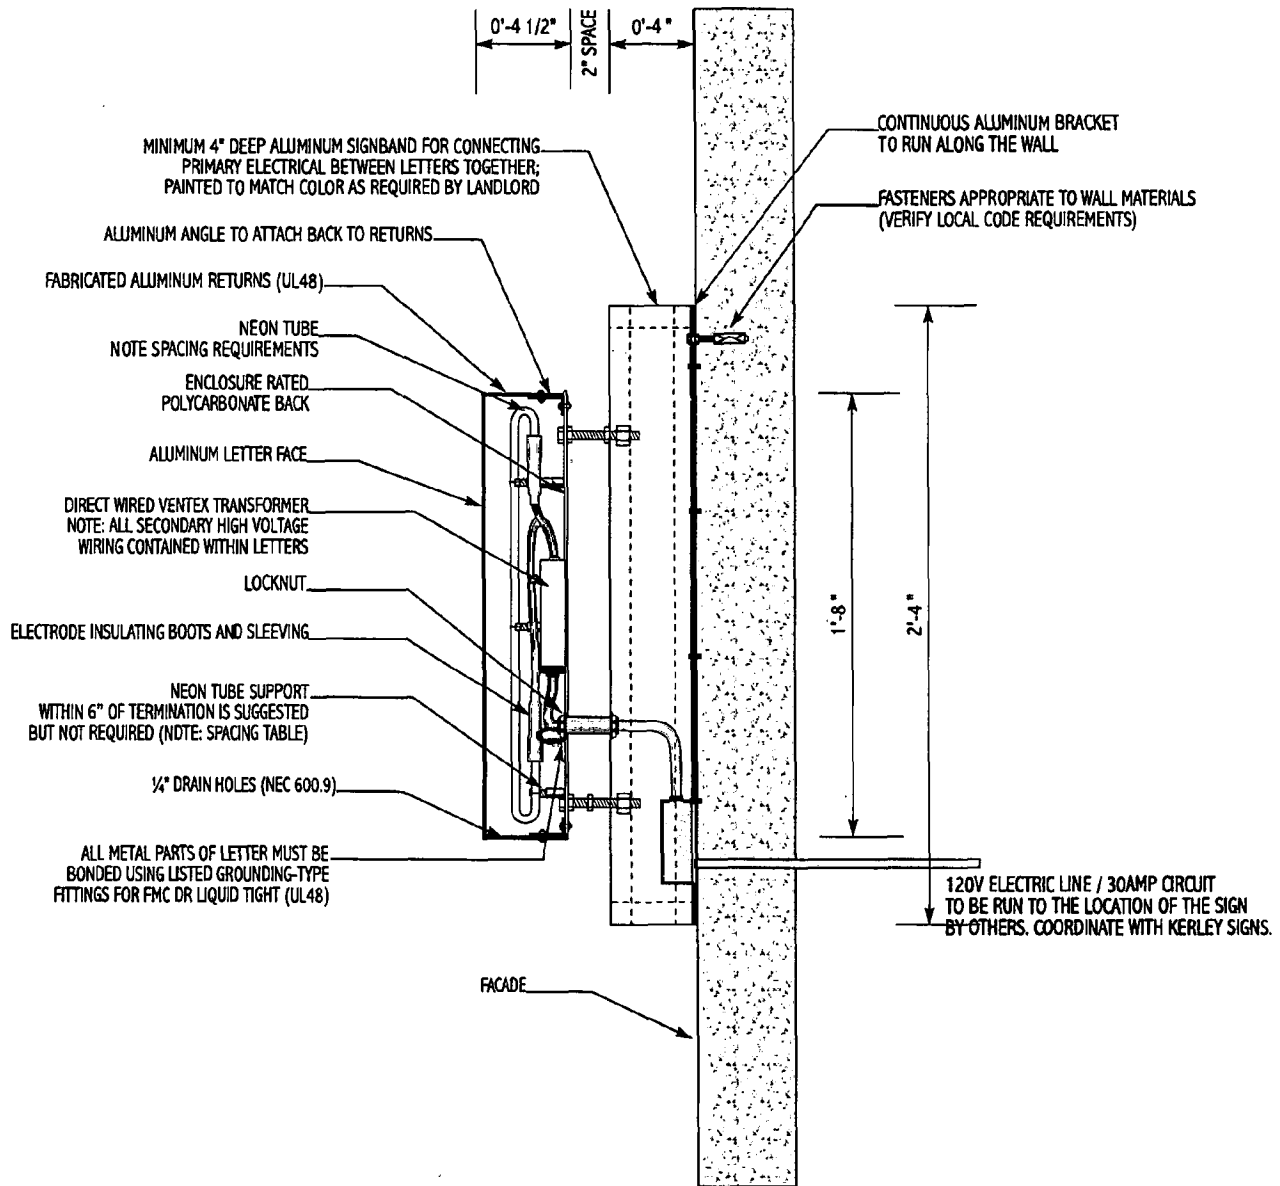 0'-4 1/2"
2" SPACE
0'-4 "
MINIMUM 4" DEEP ALUMINUM SIGNBAND FOR CONNECTING
PRIMARY ELECTRICAL BETWEEN LETTERS TOGETHER;
PAINTED TO MATCH COLOR AS REQUIRED BY LANDLORD
ALUMINUM ANGLE TO ATTACH BACK TO RETURNS
FABRICATED ALUMINUM RETURNS (UL48)
NEON TUBE
NOTE SPACING REQUIREMENTS
ENCLOSURE RATED
POLYCARBONATE BACK
ALUMINUM LETTER FACE
DIRECT WIRED VENTEX TRANSFORMER
NOTE: ALL SECONDARY HIGH VOLTAGE
WIRING CONTAINED WITHIN LETTERS
LOCKNUT
ELECTRODE INSULATING BOOTS AND SLEEVING
NEON TUBE SUPPORT
WITHIN 6" OF TERMINATION IS SUGGESTED
BUT NOT REQUIRED (NDTE: SPACING TABLE)
¼" DRAIN HOLES (NEC 600.9)
ALL METAL PARTS OF LETTER MUST BE
BONDED USING LISTED GROUNDING-TYPE
FITTINGS FOR FMC DR LIQUID TIGHT (UL48)
FACADE
CONTINUOUS ALUMINUM BRACKET
TO RUN ALONG THE WALL
FASTENERS APPROPRIATE TO WALL MATERIALS
(VERIFY LOCAL CODE REQUIREMENTS)
1'-8 "
2'-4 "
120V ELECTRIC LINE / 30AMP CIRCUIT
TO BE RUN TO THE LOCATION OF THE SIGN
BY OTHERS. COORDINATE WITH KERLEY SIGNS.